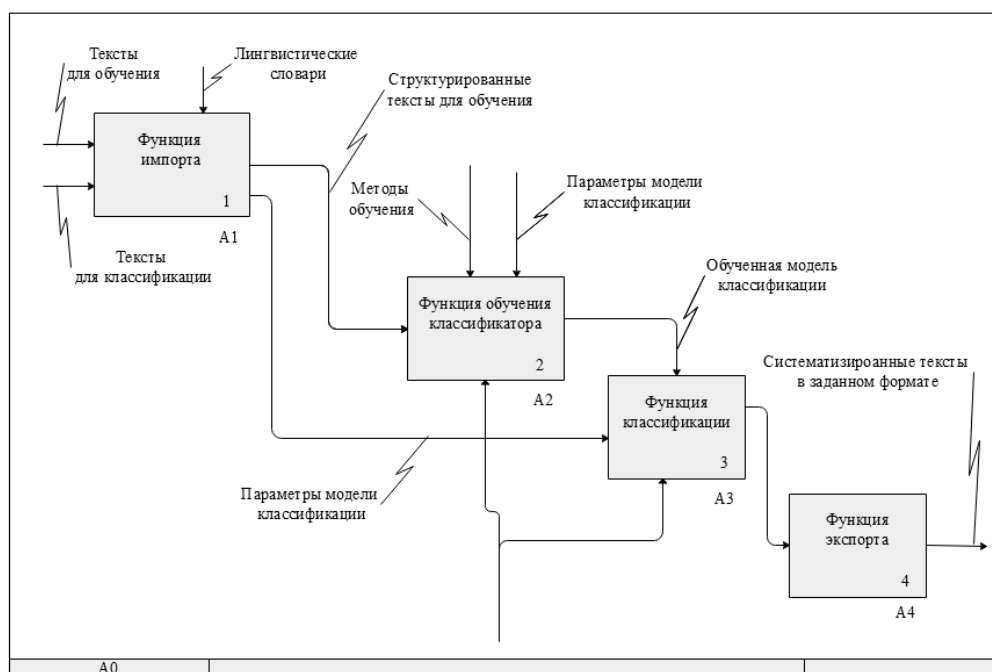 Тексты
для обучения
Лингвистические
словари
Структурированные
тексты для обучения
Функция
импорта
1
А1
Тексты
для классификации
Методы
обучения
Параметры модели
классификации
Функция обучения
классификатора
2
А2
Обученная модель
классификации
Функция
классификации
3
А3
Систематизироанные тексты
в заданном формате
Параметры модели
классификации
Функция
экспорта
4
А4
А0